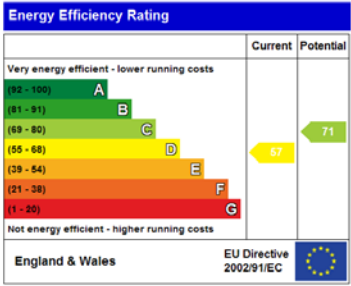 Energy Efficiency Rating
Current Potential
Very energy efficient - lower running costs
(92 - 100) A
(81 - 91) B
(69 - 80) C
71
(55 - 68) D
57
(39 - 54) E
(21 - 38) F
(1 - 20) G
Not energy efficient - higher running costs
England & Wales
EU Directive
2002/91/EC